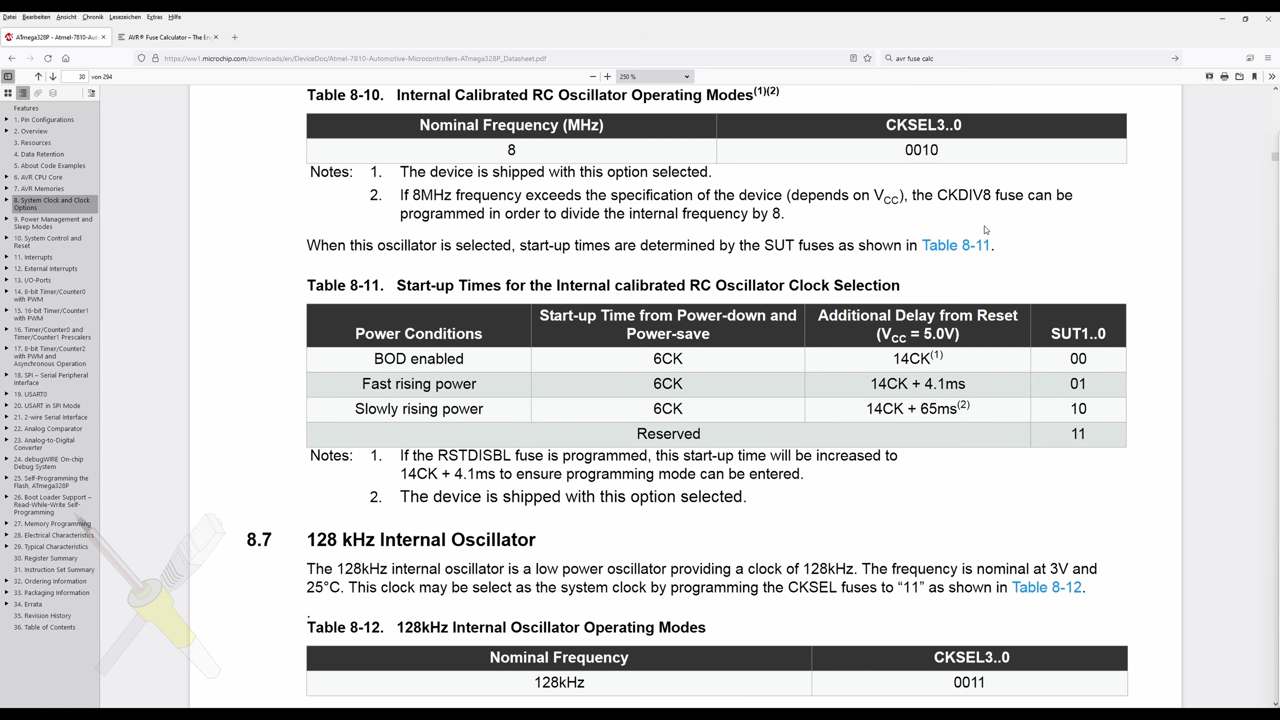 Datei Bearbeiten Ansicht Chronik Lesezeichen Extras Hilfe
ATmega328P - Atmel-7810-Auto
AVR® Fuse Calculator – The En
https://ww1.microchip.com/downloads/en/DeviceDoc/Atmel-7810-Automotive-Microcontrollers-ATmega328P_Datasheet.pdf
avr fuse calc
30 von 294
250 %
Features
1. Pin Configurations
2. Overview
3. Resources
4. Data Retention
5. About Code Examples
6. AVR CPU Core
7. AVR Memories
8. System Clock and Clock
Options
9. Power Management and
Sleep Modes
10. System Control and
Reset
11. Interrupts
12. External Interrupts
13. I/O-Ports
14. 8-bit Timer/Counter0
with PWM
15. 16-bit Timer/Counter1
with PWM
16. Timer/Counter0 and
Timer/Counter1 Prescalers
17. 8-bit Timer/Counter2
with PWM and
Asynchronous Operation
18. SPI – Serial Peripheral
Interface
19. USART0
20. USART in SPI Mode
21. 2-wire Serial Interface
22. Analog Comparator
23. Analog-to-Digital
Converter
24. debugWIRE On-chip
Debug System
25. Self-Programming the
Flash, ATmega328P
26. Boot Loader Support –
Read-While-Write Self-
Programming
27. Memory Programming
28. Electrical Characteristics
29. Typical Characteristics
30. Register Summary
31. Instruction Set Summary
32. Ordering Information
33. Packaging Information
34. Errata
35. Revision History
36. Table of Contents
Table 8-10. Internal Calibrated RC Oscillator Operating Modes(1)(2)
Nominal Frequency (MHz) CKSEL3..0
8 0010
Notes: 1. The device is shipped with this option selected.
2. If 8MHz frequency exceeds the specification of the device (depends on VCC), the CKDIV8 fuse can be
programmed in order to divide the internal frequency by 8.
When this oscillator is selected, start-up times are determined by the SUT fuses as shown in Table 8-11.
Table 8-11. Start-up Times for the Internal calibrated RC Oscillator Clock Selection
Power Conditions Start-up Time from Power-down and Power-save Additional Delay from Reset (VCC = 5.0V) SUT1..0
BOD enabled 6CK 14CK(1) 00
Fast rising power 6CK 14CK + 4.1ms 01
Slowly rising power 6CK 14CK + 65ms(2) 10
Reserved 11
Notes: 1. If the RSTDISBL fuse is programmed, this start-up time will be increased to
14CK + 4.1ms to ensure programming mode can be entered.
2. The device is shipped with this option selected.
8.7 128 kHz Internal Oscillator
The 128kHz internal oscillator is a low power oscillator providing a clock of 128kHz. The frequency is nominal at 3V and
25°C. This clock may be select as the system clock by programming the CKSEL fuses to “11” as shown in Table 8-12.
.
Table 8-12. 128kHz Internal Oscillator Operating Modes
Nominal Frequency CKSEL3..0
128kHz 0011